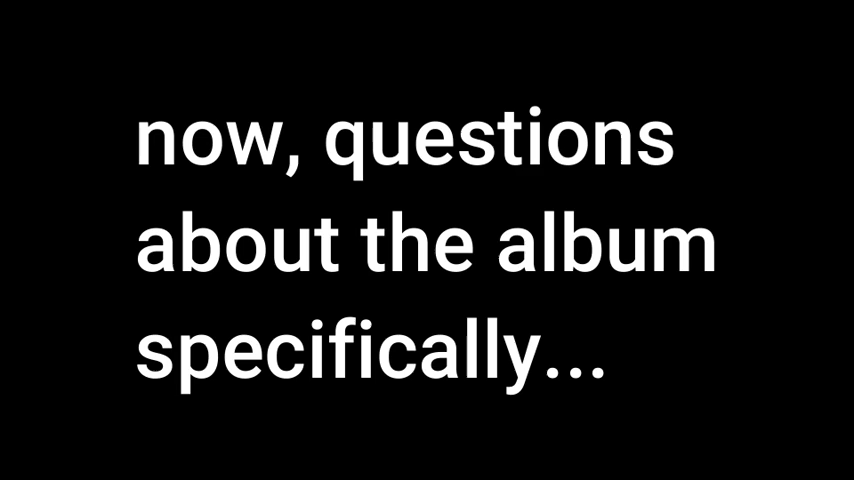 now, questions
about the album
specifically...